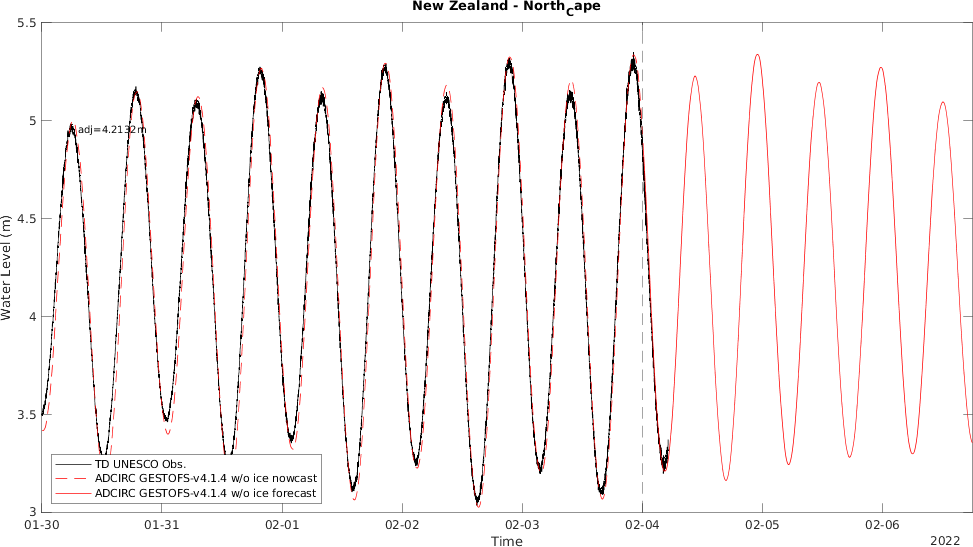 New Zealand - North_Cape
5.5
5
4.5
4
3.5
3
Water Level (m)
adj=4.2132m
TD UNESCO Obs.
ADCIRC GESTOFS-v4.1.4 w/o ice nowcast
ADCIRC GESTOFS-v4.1.4 w/o ice forecast
01-30 01-31 02-01 02-02 02-03 02-04 02-05 02-06
Time
2022